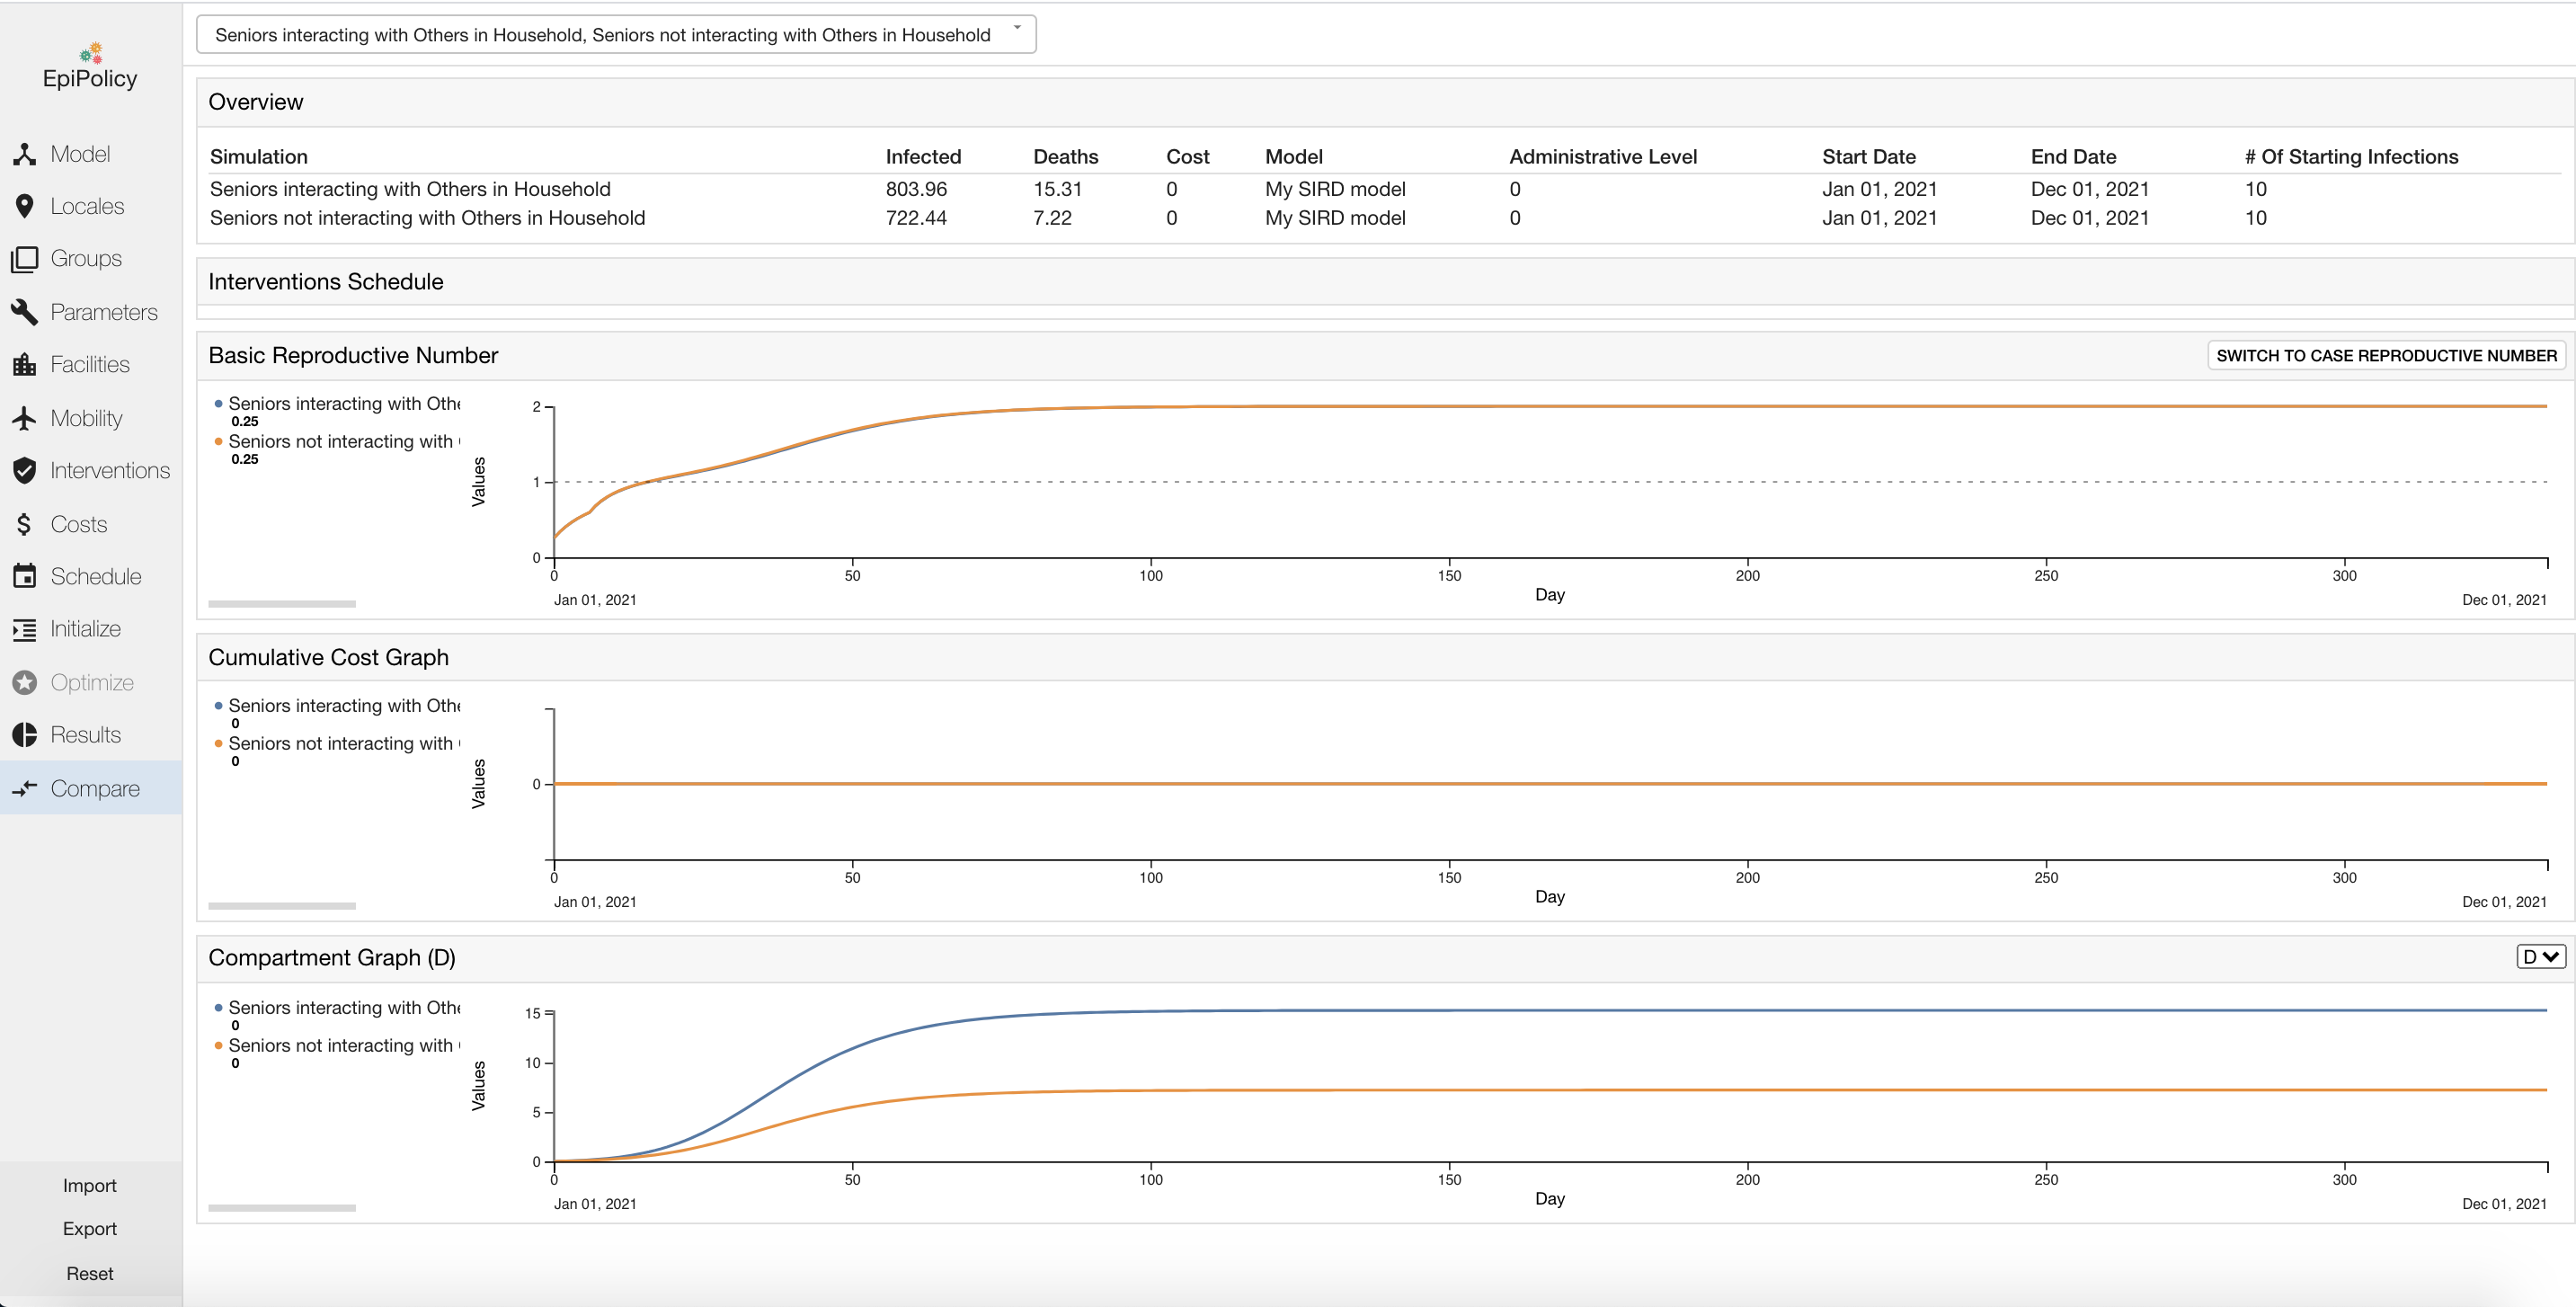 Seniors interacting with Others in Household, Seniors not interacting with Others in Household
EpiPolicy
Model
Locales
Groups
Parameters
Facilities
Mobility
Interventions
Costs
Schedule
Initialize
Optimize
Results
Compare
Import
Export
Reset
Overview
Simulation Infected Deaths Cost Model Administrative Level Start Date End Date # Of Starting Infections
Seniors interacting with Others in Household 803.96 15.31 0 My SIRD model 0 Jan 01, 2021 Dec 01, 2021 10
Seniors not interacting with Others in Household 722.44 7.22 0 My SIRD model 0 Jan 01, 2021 Dec 01, 2021 10
Interventions Schedule
Basic Reproductive Number SWITCH TO CASE REPRODUCTIVE NUMBER
Seniors interacting with Othe
0.25
Seniors not interacting with
0.25
Values
2
1
0
0 50 100 150 200 250 300
Jan 01, 2021 Day Dec 01, 2021
Cumulative Cost Graph
Seniors interacting with Othe
0
Seniors not interacting with
0
Values
0
0 50 100 150 200 250 300
Jan 01, 2021 Day Dec 01, 2021
Compartment Graph (D) D
Seniors interacting with Othe
0
Seniors not interacting with
0
Values
15
10
5
0
0 50 100 150 200 250 300
Jan 01, 2021 Day Dec 01, 2021